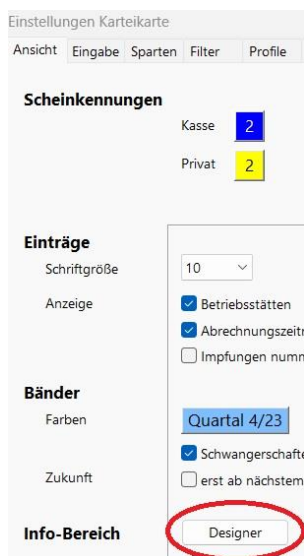 Einstellungen Karteikarte
Ansicht Eingabe Sparten Filter Profile
Scheinkennungen
Kasse 2
Privat 2
Einträge
Schriftgröße 10
Anzeige Betriebsstätten
Impfungen
Bänder
Farben Quartal 4/23
Zukunft erst ab nächstem
Info-Bereich Designer